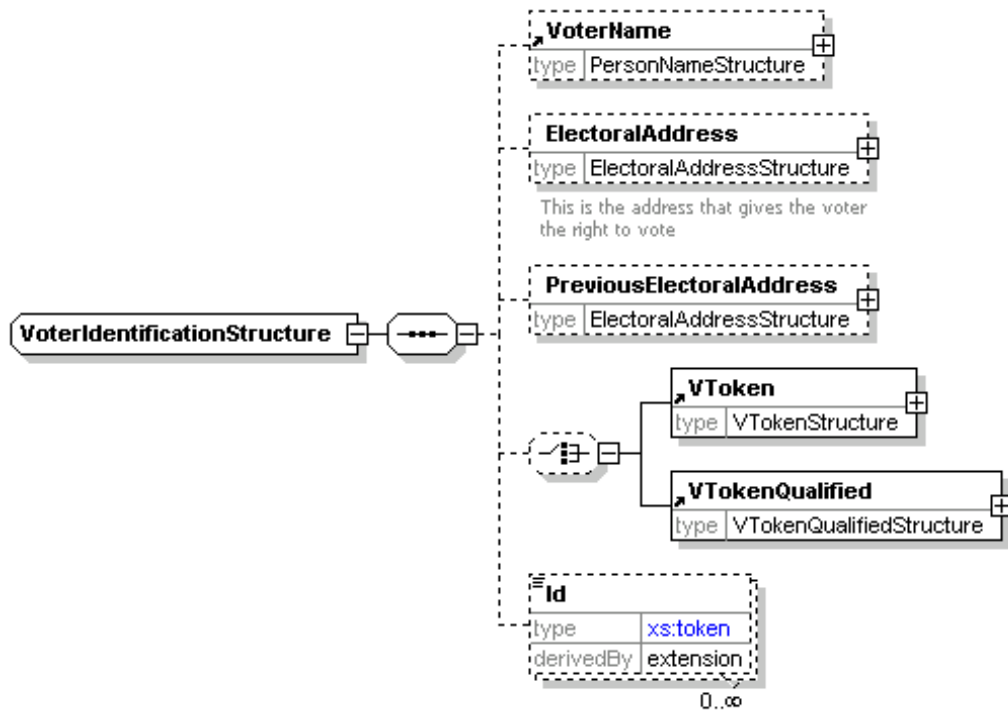 VoterName
type PersonNameStructure
ElectoralAddress
type ElectoralAddressStructure
This is the address that gives the voter
the right to vote
PreviousElectoralAddress
type ElectoralAddressStructure
VoterIdentificationStructure
VToken
type VTokenStructure
VTokenQualified
type VTokenQualifiedStructure
Id
type xs:token
derivedBy extension
0..∞